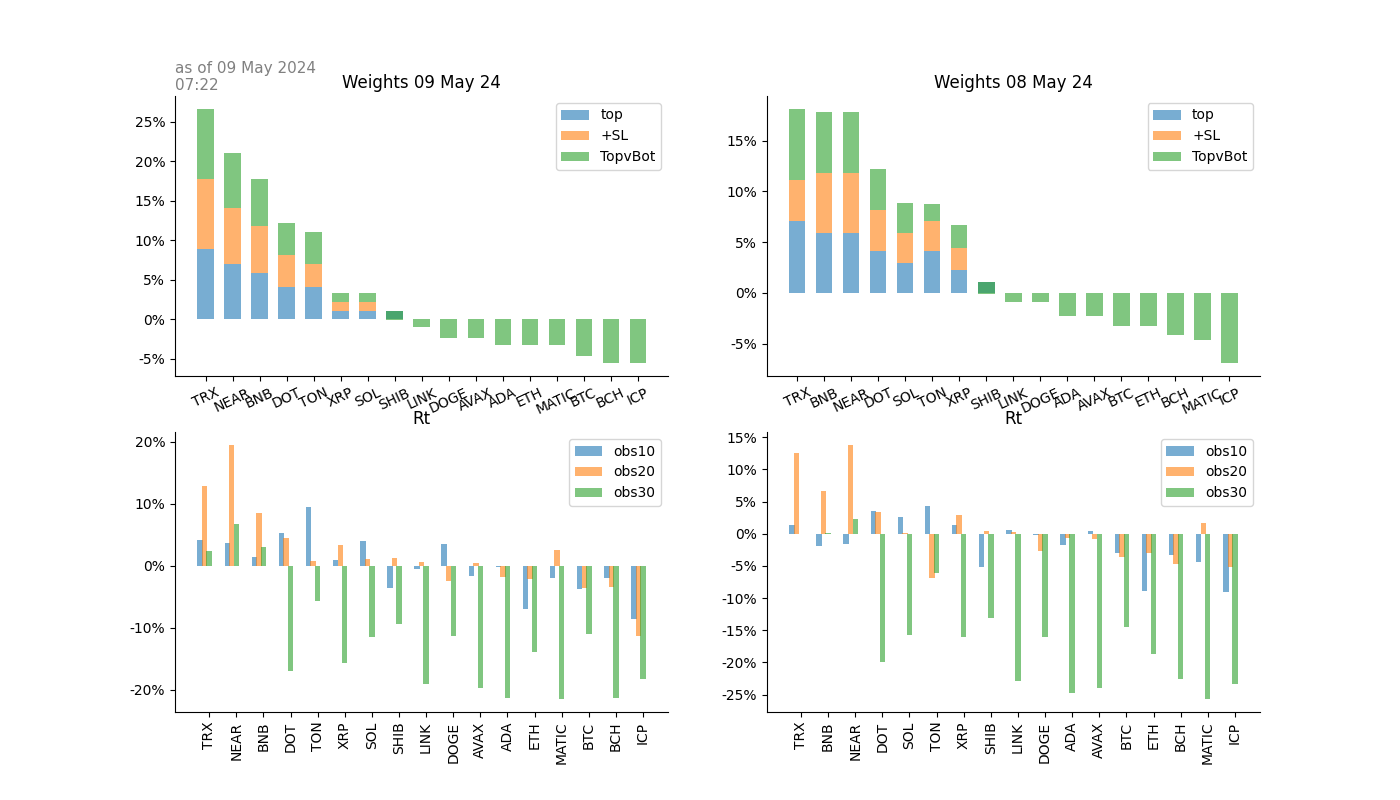 as of 09 May 2024
07:22
Weights 09 May 24
25%
20%
15%
10%
5%
0%
-5%
top
+SL
TopvBot
TRX NEAR BNB DOT TON XRP SOL SHIB LINK DOGE AVAX ADA ETH MATIC BTC BCH ICP
Weights 08 May 24
15%
10%
5%
0%
-5%
top
+SL
TopvBot
TRX BNB NEAR DOT SOL TON XRP SHIB LINK DOGE ADA AVAX BTC ETH BCH MATIC ICP
Rt
20%
10%
0%
-10%
-20%
obs10
obs20
obs30
TRX NEAR BNB DOT TON XRP SOL SHIB LINK DOGE AVAX ADA ETH MATIC BTC BCH ICP
Rt
15%
10%
5%
0%
-5%
-10%
-15%
-20%
-25%
obs10
obs20
obs30
TRX BNB NEAR DOT SOL TON XRP SHIB LINK DOGE ADA AVAX BTC ETH BCH MATIC ICP